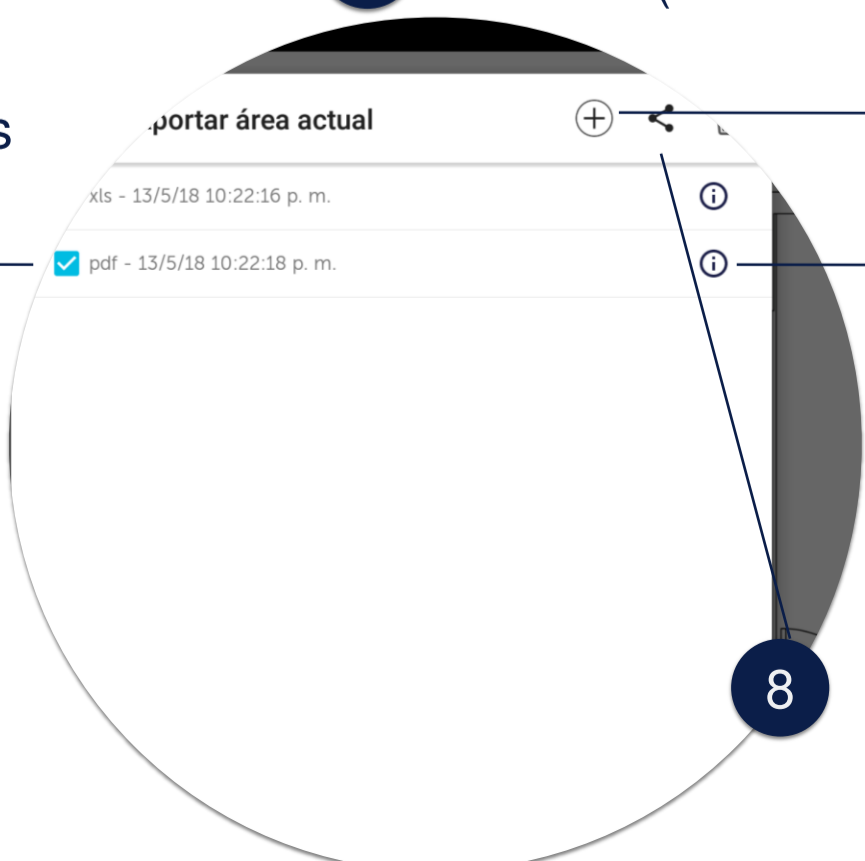 s
portar área actual
xls - 13/5/18 10:22:16 p. m.
pdf - 13/5/18 10:22:18 p. m.
8